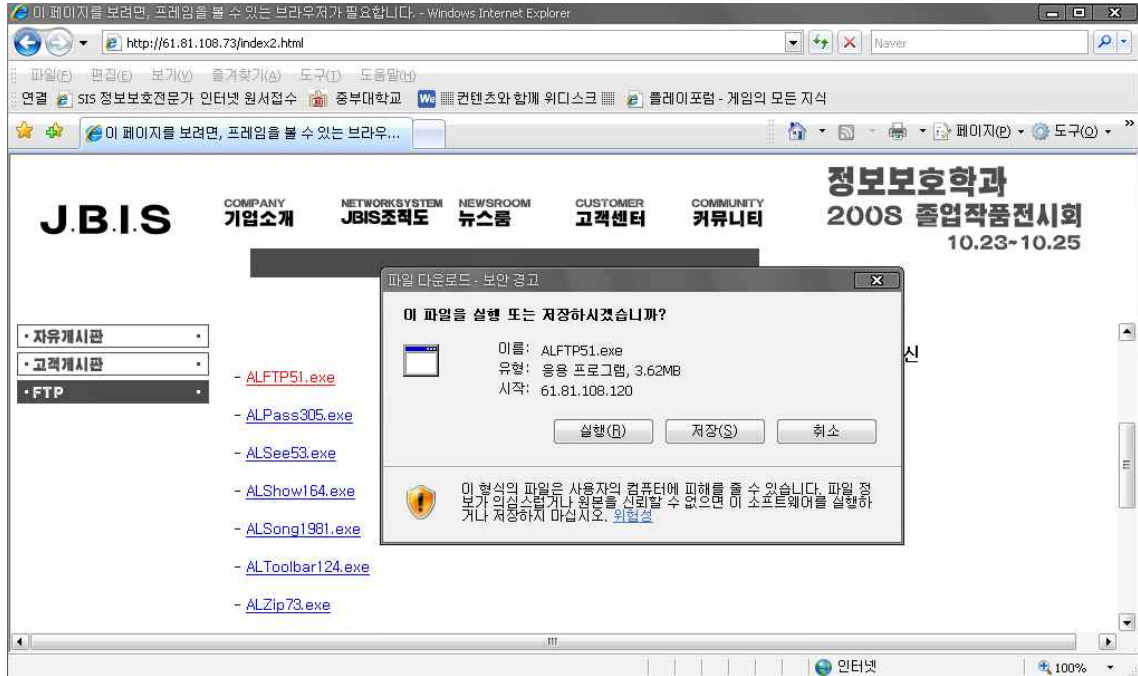 이 페이지를 보려면, 프레임을 볼 수 있는 브라우저가 필요합니다. - Windows Internet Explorer
http://61.81.108.73/index2.html
Naver
파일(F) 편집(E) 보기(V) 즐겨찾기(A) 도구(T) 도움말(H)
연결 SIS 정보보호전문가 인터넷 원서접수 중부대학교 We ▒컨텐츠와함께 위디스크▒ 플레이포럼 - 게임의 모든 지식
이 페이지를 보려면, 프레임을 볼 수 있는 브라우...
페이지(P) 도구(O) »
J.B.I.S
COMPANY
기업소개
NETWORKSYSTEM
JBIS조직도
NEWSROOM
뉴스룸
CUSTOMER
고객센터
COMMUNITY
커뮤니티
정보보호학과
2008 졸업작품전시회
10.23~10.25
· 자유게시판 ·
· 고객게시판 ·
· FTP ·
신
- ALFTP51.exe
- ALPass305.exe
- ALSee53.exe
- ALShow164.exe
- ALSong1981.exe
- ALToolbar124.exe
- ALZip73.exe
파일 다운로드 - 보안 경고
이 파일을 실행 또는 저장하시겠습니까?
이름: ALFTP51.exe
유형: 응용 프로그램, 3.62MB
시작: 61.81.108.120
실행(R) 저장(S) 취소
이 형식의 파일은 사용자의 컴퓨터에 피해를 줄 수 있습니다. 파일 정
보가 의심스럽거나 원본을 신뢰할 수 없으면 이 소프트웨어를 실행하
거나 저장하지 마십시오. 위험성
인터넷
100%